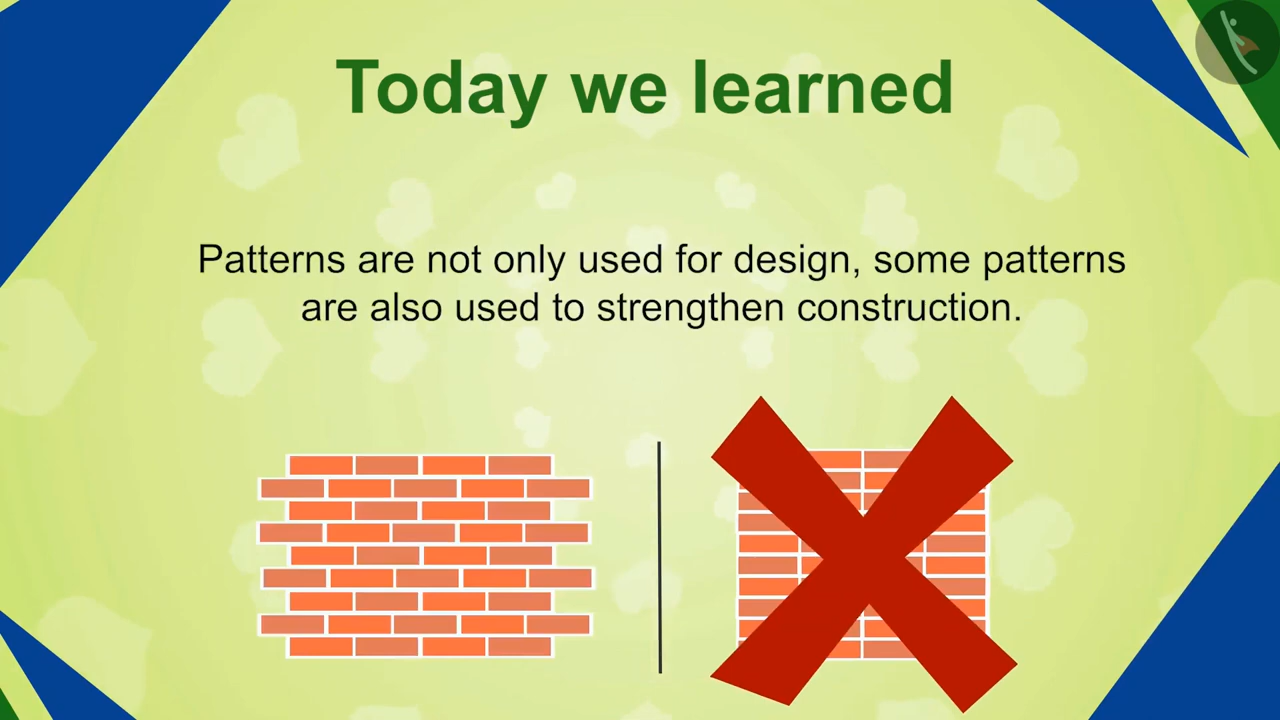 Today we learned
Patterns are not only used for design, some patterns
are also used to strengthen construction.